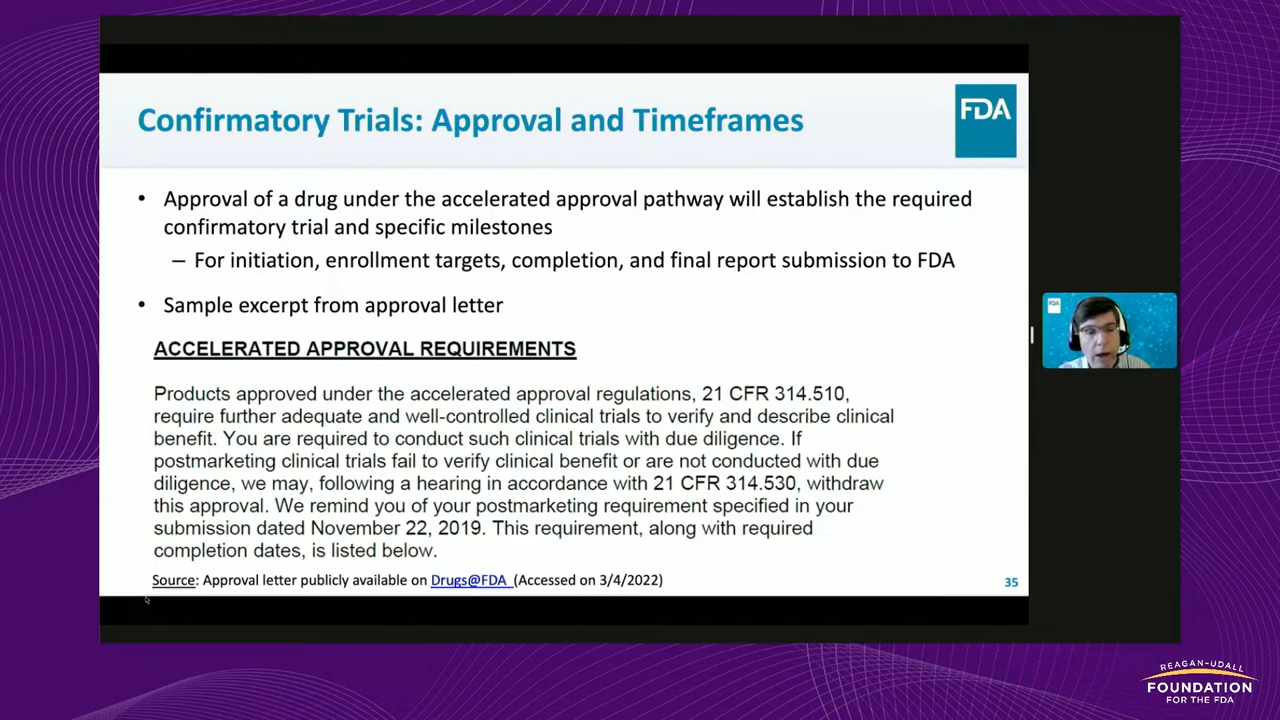 Confirmatory Trials: Approval and Timeframes
FDA
• Approval of a drug under the accelerated approval pathway will establish the required
confirmatory trial and specific milestones
– For initiation, enrollment targets, completion, and final report submission to FDA
• Sample excerpt from approval letter
ACCELERATED APPROVAL REQUIREMENTS
Products approved under the accelerated approval regulations, 21 CFR 314.510,
require further adequate and well-controlled clinical trials to verify and describe clinical
benefit. You are required to conduct such clinical trials with due diligence. If
postmarketing clinical trials fail to verify clinical benefit or are not conducted with due
diligence, we may, following a hearing in accordance with 21 CFR 314.530, withdraw
this approval. We remind you of your postmarketing requirement specified in your
submission dated November 22, 2019. This requirement, along with required
completion dates, is listed below.
Source: Approval letter publicly available on Drugs@FDA (Accessed on 3/4/2022)
35
FDA
REAGAN-UDALL
FOUNDATION
FOR THE FDA